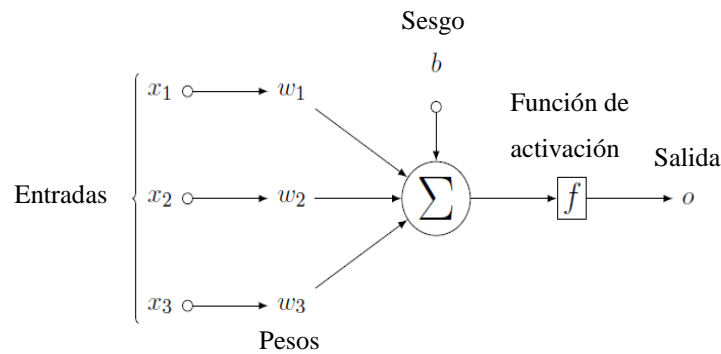 Sesgo
b
x1 w1
Función de
activación
Salida
Entradas
x2 w2
∑ f o
x3 w3
Pesos